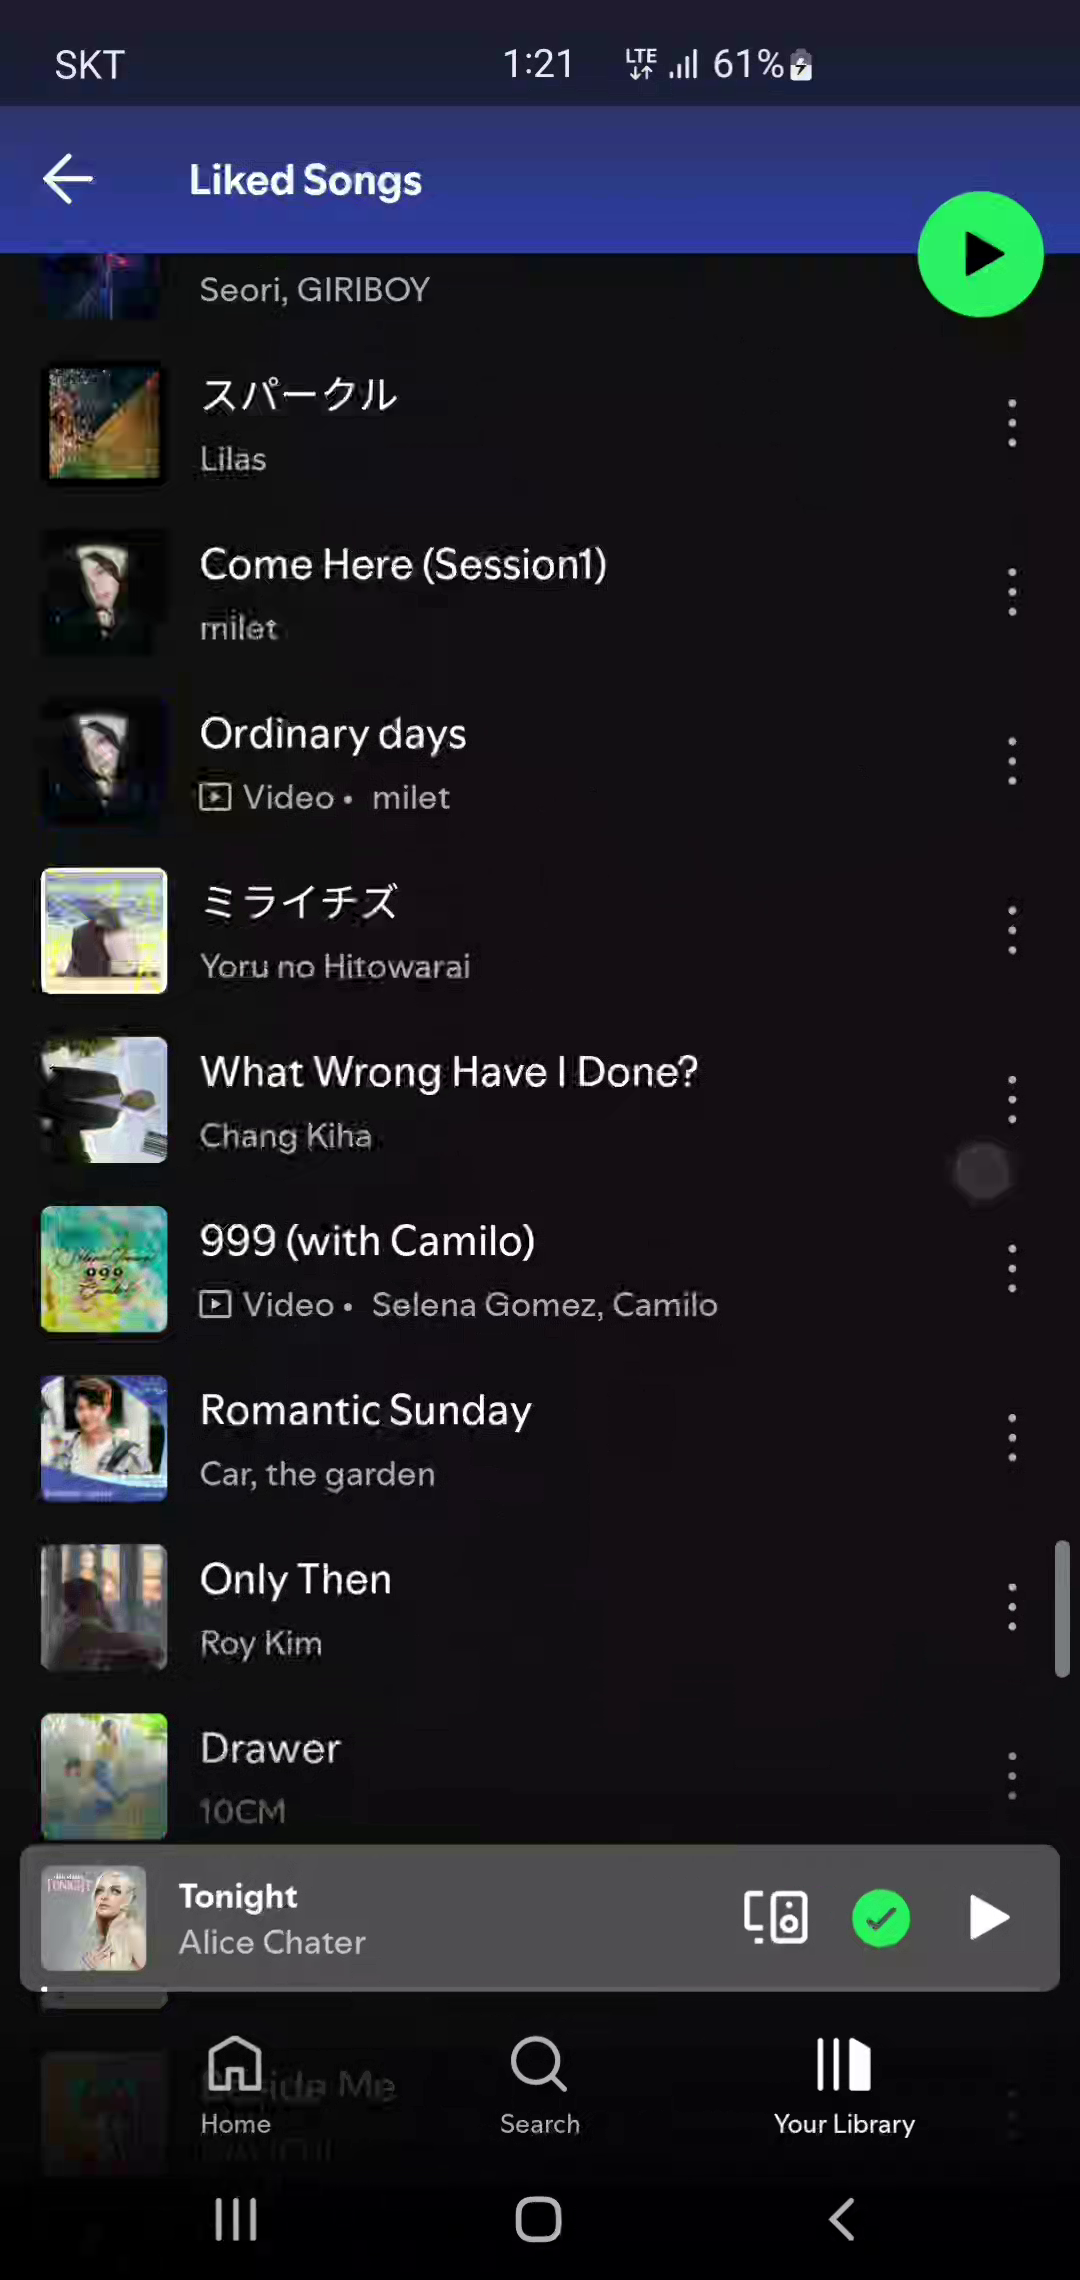 SKT 1:21 LTE 61%
Liked Songs
Seori, GIRIBOY
スパークル
Lilas
Come Here (Session1)
milet
Ordinary days
Video • milet
ミライチズ
Yoru no Hitowarai
What Wrong Have I Done?
Chang Kiha
999 (with Camilo)
Video • Selena Gomez, Camilo
Romantic Sunday
Car, the garden
Only Then
Roy Kim
Drawer
10CM
TONIGHT
Tonight
Alice Chater
Beside Me
Home Search Your Library